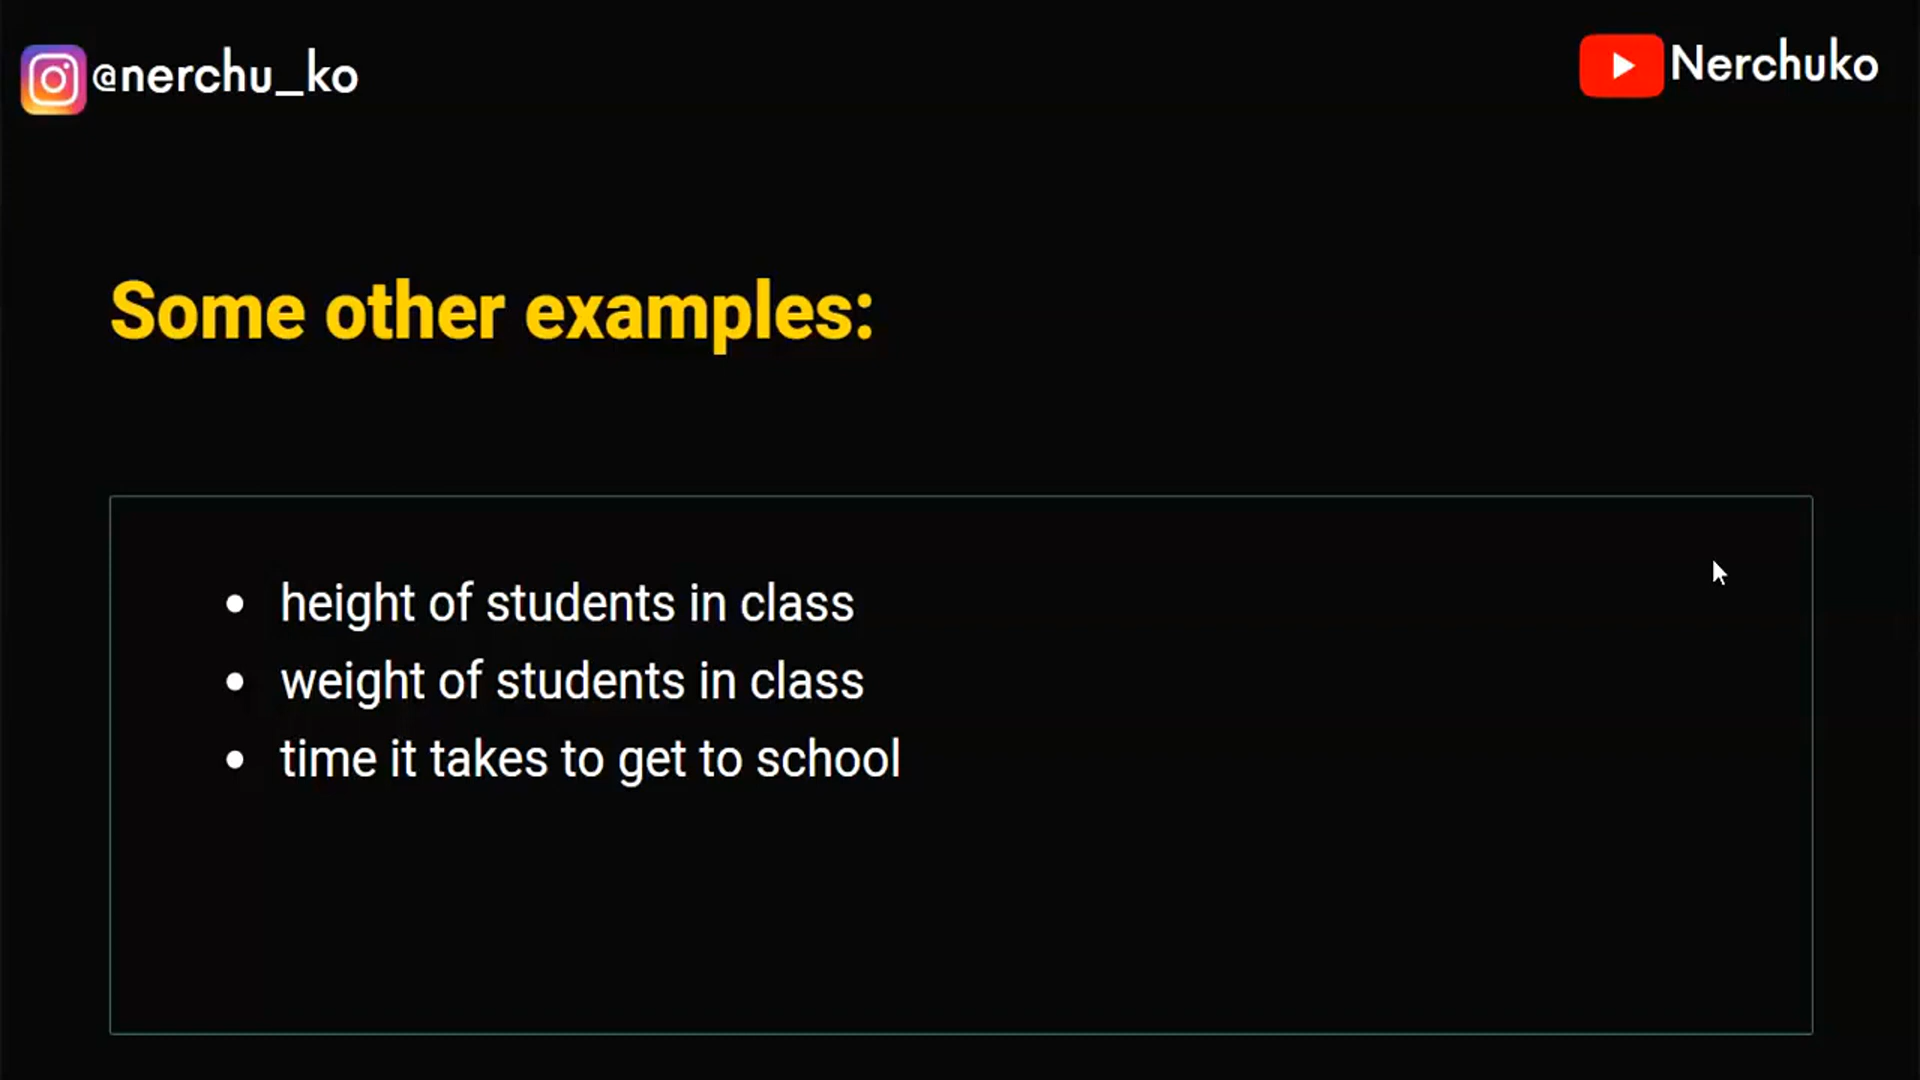 @nerchu_ko
Nerchuko
Some other examples:
• height of students in class
• weight of students in class
• time it takes to get to school